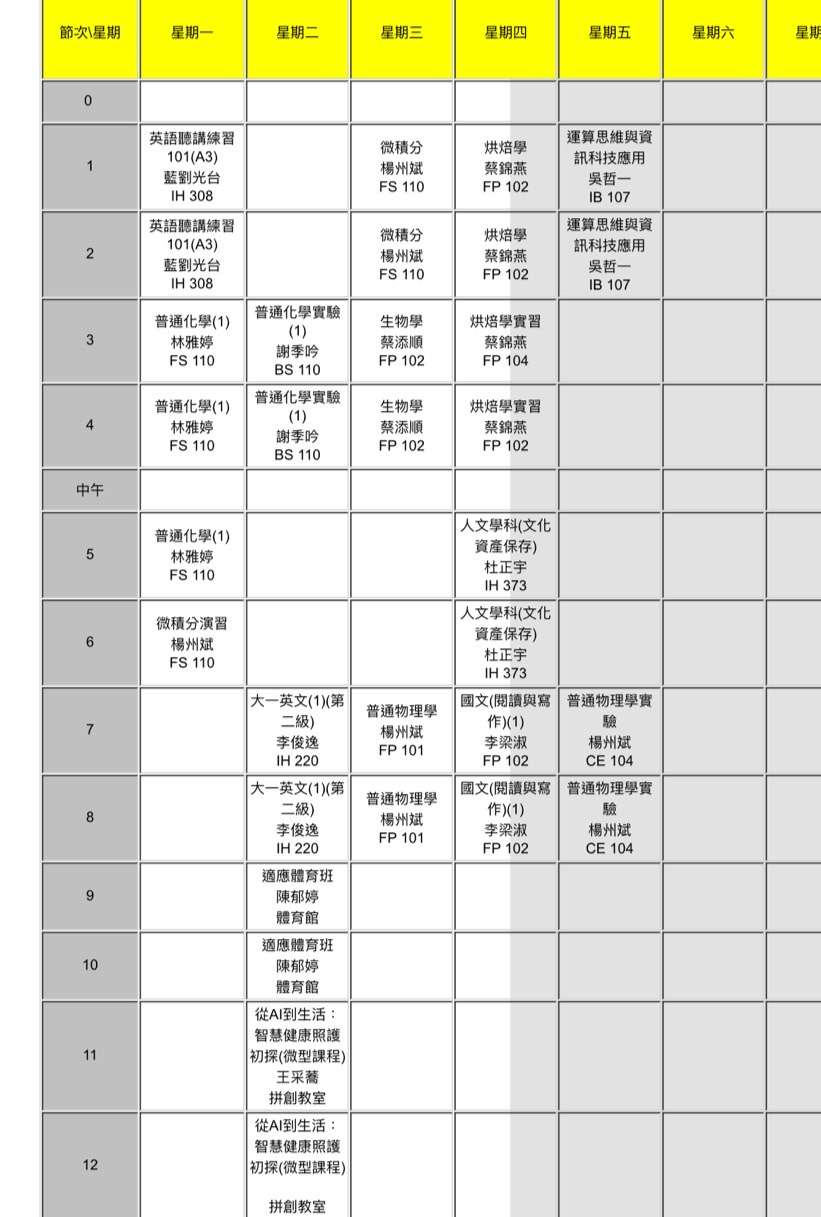 節次\星期 星期一 星期二 星期三 星期四 星期五 星期六 星期
0
1
英語聽講練習
101(A3)
藍劉光台
IH 308
微積分
楊州斌
FS 110
烘焙學
蔡錦燕
FP 102
運算思維與資
訊科技應用
吳哲一
IB 107
2
英語聽講練習
101(A3)
藍劉光台
IH 308
微積分
楊州斌
FS 110
烘焙學
蔡錦燕
FP 102
運算思維與資
訊科技應用
吳哲一
IB 107
3
普通化學(1)
林雅婷
FS 110
普通化學實驗
(1)
謝季吟
BS 110
生物學
蔡添順
FP 102
烘焙學實習
蔡錦燕
FP 104
4
普通化學(1)
林雅婷
FS 110
普通化學實驗
(1)
謝季吟
BS 110
生物學
蔡添順
FP 102
烘焙學實習
蔡錦燕
FP 102
中午
5
普通化學(1)
林雅婷
FS 110
人文學科(文化
資產保存)
杜正宇
IH 373
6
微積分演習
楊州斌
FS 110
人文學科(文化
資產保存)
杜正宇
IH 373
7
大一英文(1)(第
二級)
李俊逸
IH 220
普通物理學
楊州斌
FP 101
國文(閱讀與寫
作)(1)
李梁淑
FP 102
普通物理學實
驗
楊州斌
CE 104
8
大一英文(1)(第
二級)
李俊逸
IH 220
普通物理學
楊州斌
FP 101
國文(閱讀與寫
作)(1)
李梁淑
FP 102
普通物理學實
驗
楊州斌
CE 104
9
適應體育班
陳郁婷
體育館
10
適應體育班
陳郁婷
體育館
11
從AI到生活：
智慧健康照護
初探(微型課程)
王采蕎
拼創教室
12
從AI到生活：
智慧健康照護
初探(微型課程)
拼創教室